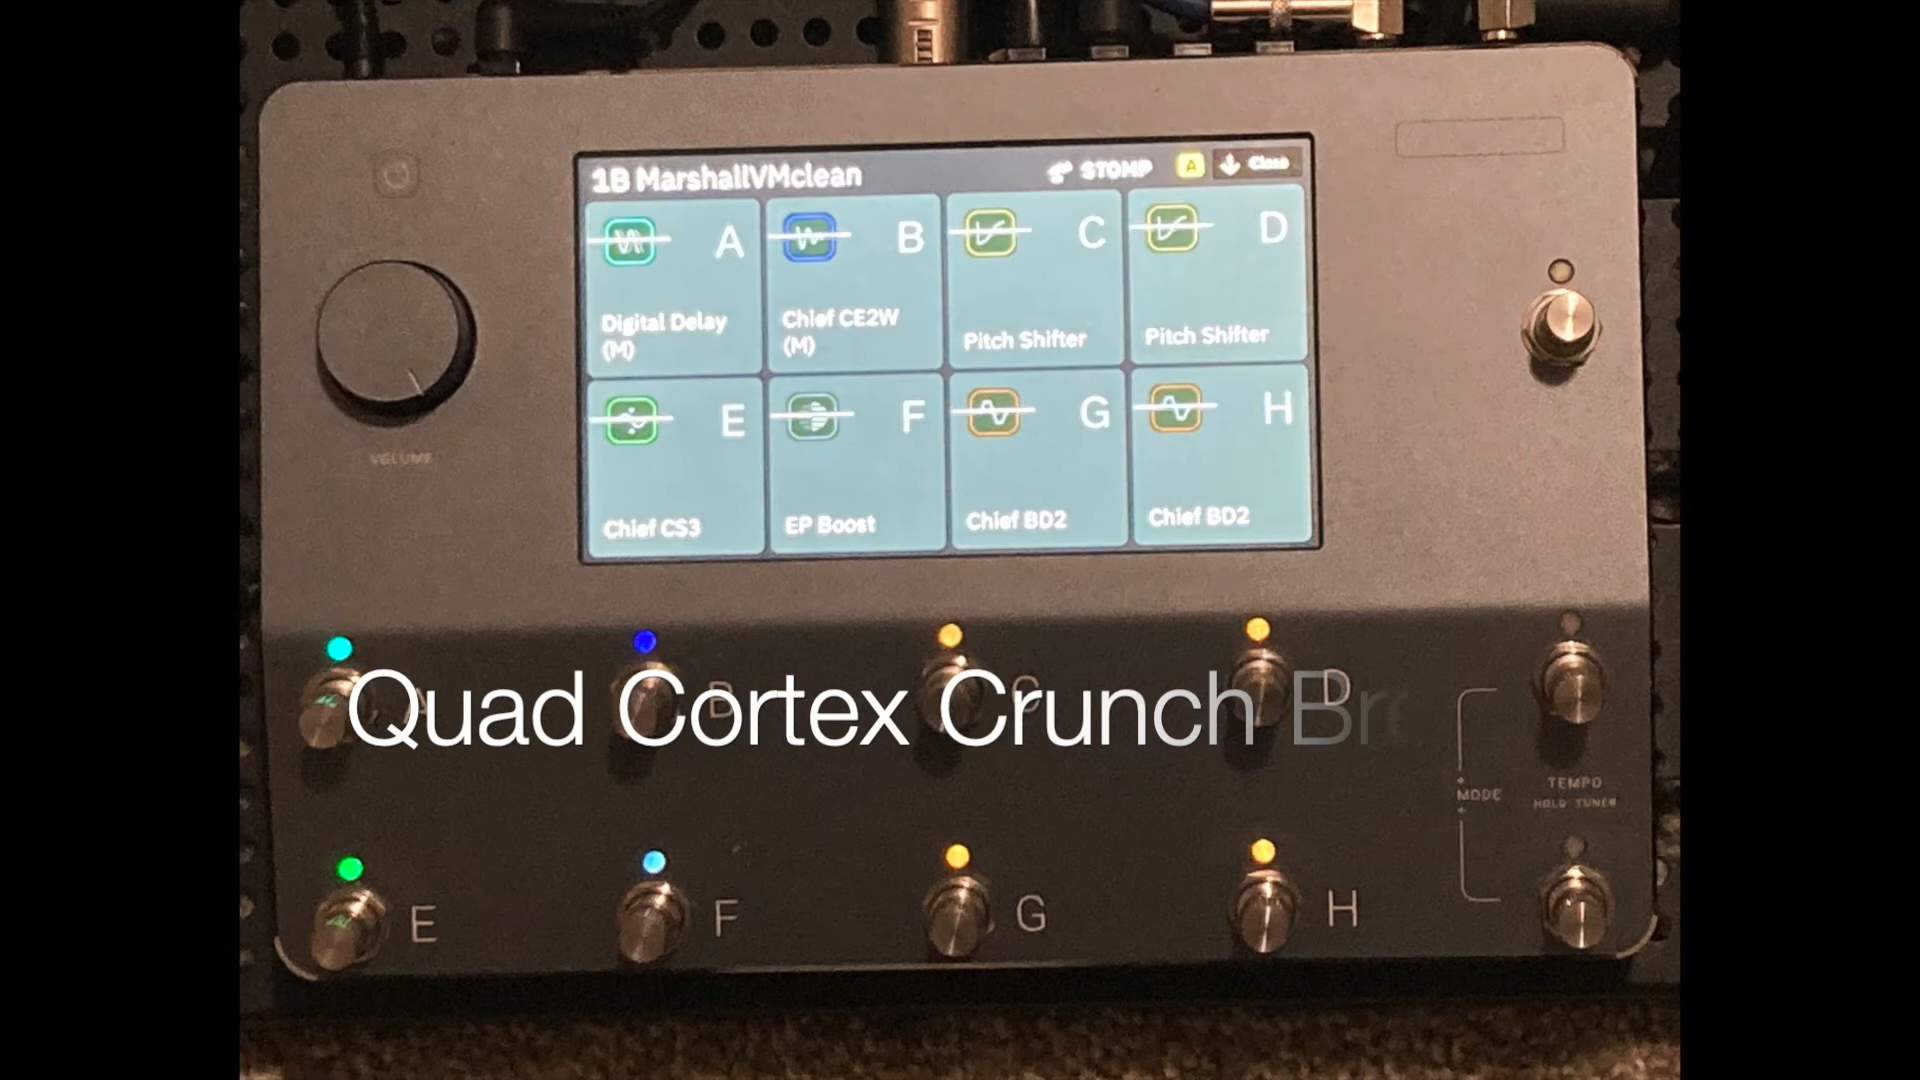 1B MarshallVMclean STOMP A Close
A B C D
Digital Delay (M)
Chief CE2W (M)
Pitch Shifter
Pitch Shifter
E F G H
Chief CS3
EP Boost
Chief BD2
Chief BD2
VOLUME
B C D
Quad Cortex Crunch Bre
MODE
TEMPO
HOLD TUNER
E F G H